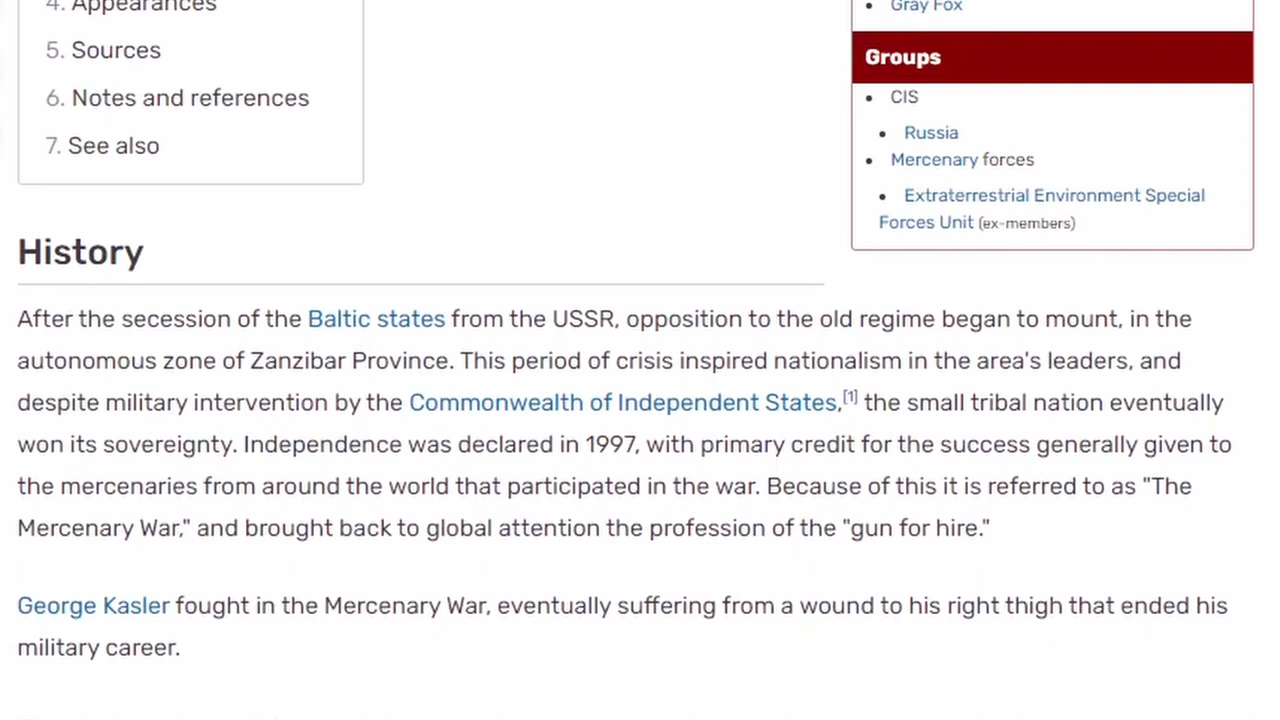 4. Appearances
5. Sources
6. Notes and references
7. See also
Gray Fox
Groups
CIS
Russia
Mercenary forces
Extraterrestrial Environment Special
Forces Unit (ex-members)
History
After the secession of the Baltic states from the USSR, opposition to the old regime began to mount, in the
autonomous zone of Zanzibar Province. This period of crisis inspired nationalism in the area's leaders, and
despite military intervention by the Commonwealth of Independent States,[1] the small tribal nation eventually
won its sovereignty. Independence was declared in 1997, with primary credit for the success generally given to
the mercenaries from around the world that participated in the war. Because of this it is referred to as "The
Mercenary War," and brought back to global attention the profession of the "gun for hire."
George Kasler fought in the Mercenary War, eventually suffering from a wound to his right thigh that ended his
military career.